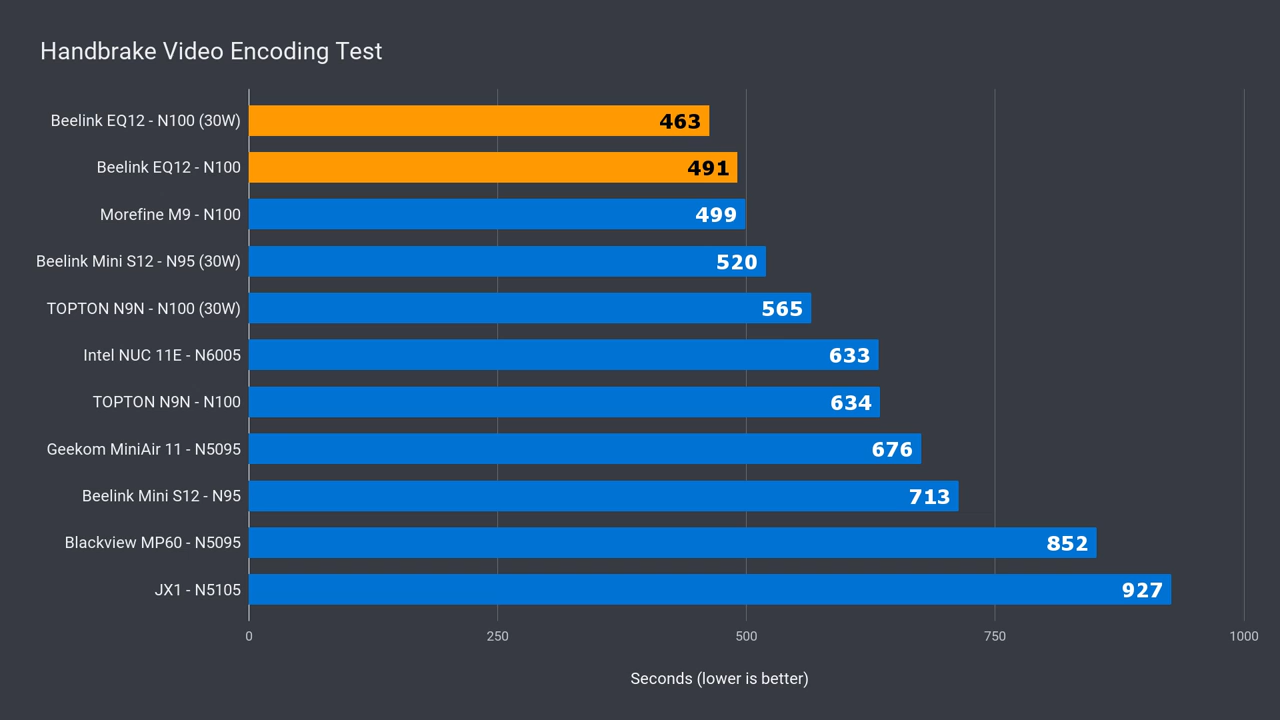 Handbrake Video Encoding Test
Beelink EQ12 - N100 (30W) 463
Beelink EQ12 - N100 491
Morefine M9 - N100 499
Beelink Mini S12 - N95 (30W) 520
TOPTON N9N - N100 (30W) 565
Intel NUC 11E - N6005 633
TOPTON N9N - N100 634
Geekom MiniAir 11 - N5095 676
Beelink Mini S12 - N95 713
Blackview MP60 - N5095 852
JX1 - N5105 927
0 250 500 750 1000
Seconds (lower is better)